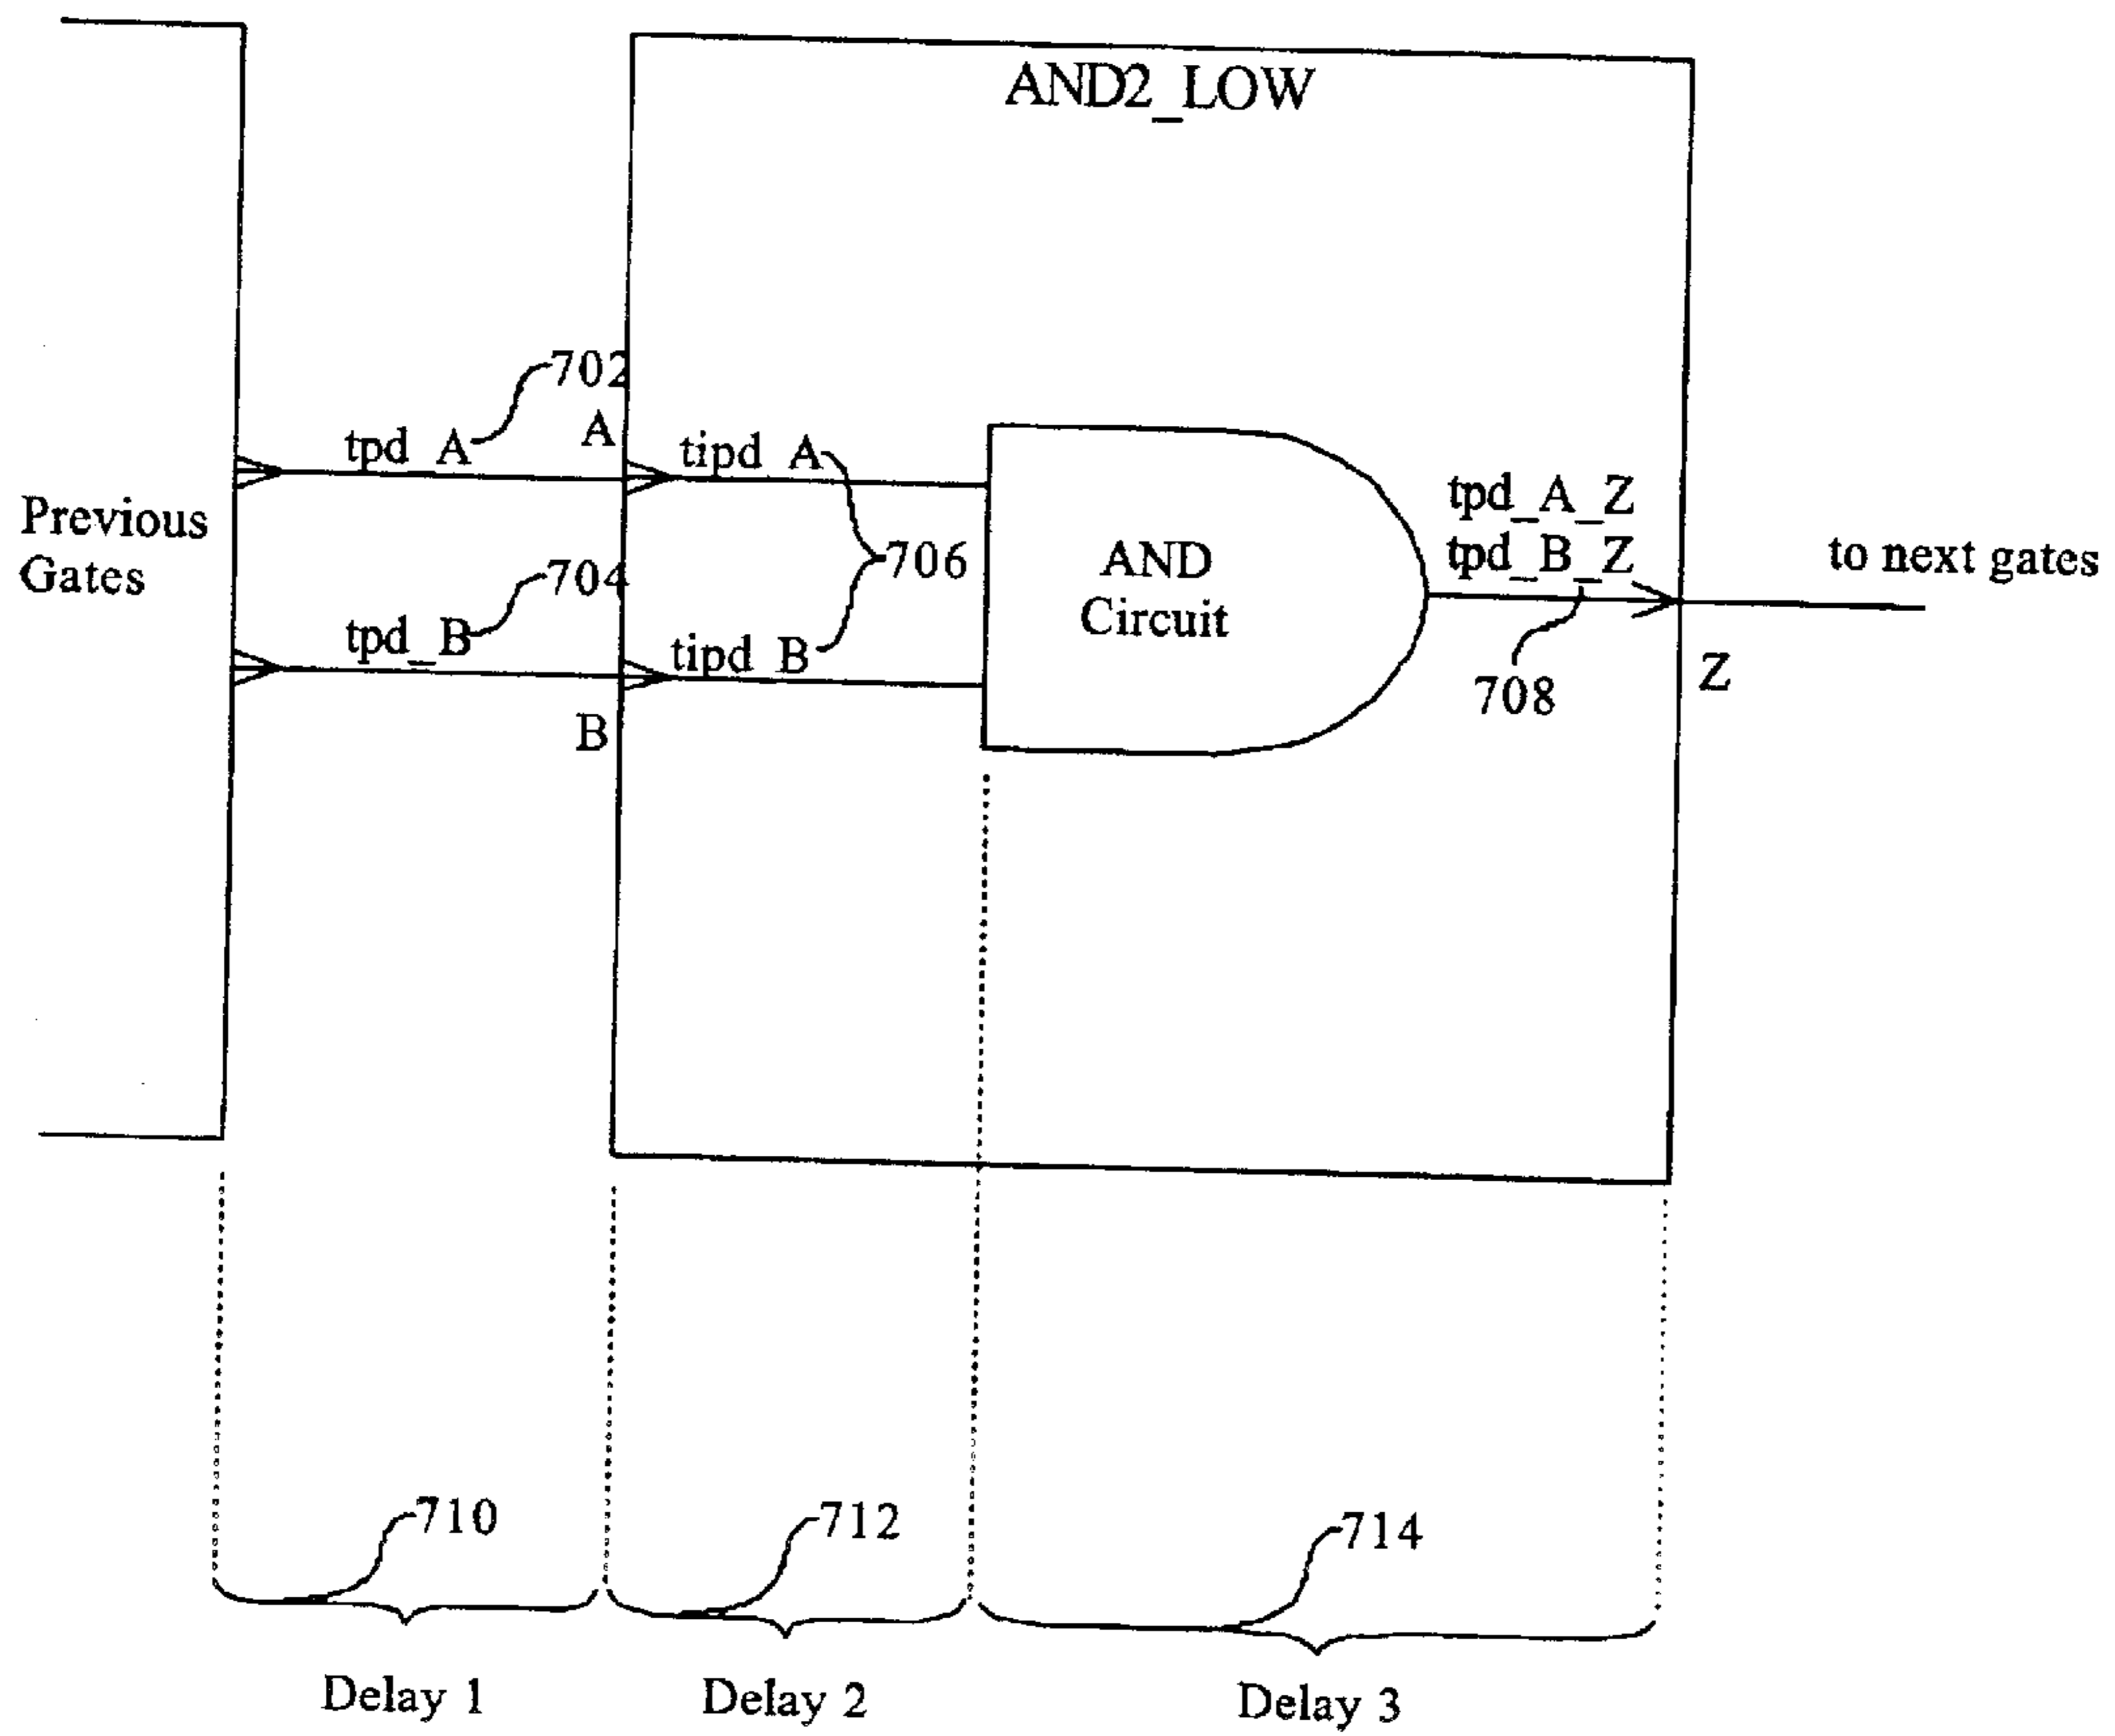 AND2_LOW
702
tpd_A
A
tipd_A
Previous
Gates
704
tpd_B
B
tipd_B
706
AND
Circuit
tpd_A_Z
tpd_B_Z
708
Z
to next gates
710
712
714
Delay 1
Delay 2
Delay 3